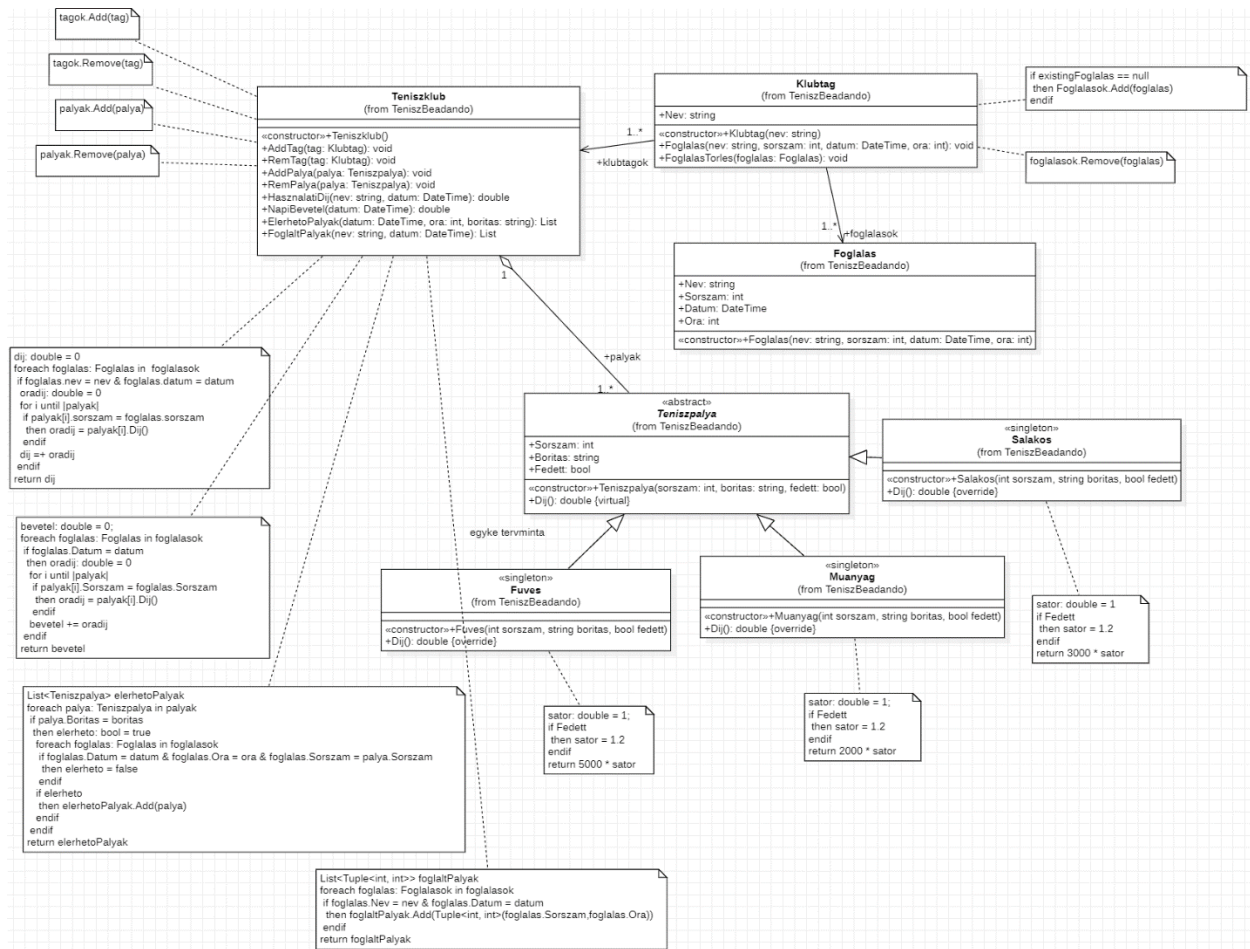 tagok.Add(tag)
tagok.Remove(tag)
palyak.Add(palya)
palyak.Remove(palya)
Teniszklub
(from TeniszBeadando)
«constructor»+Teniszklub()
+AddTag(tag: Klubtag): void
+RemTag(tag: Klubtag): void
+AddPalya(palya: Teniszpalya): void
+RemPalya(palya: Teniszpalya): void
+HasznalatiDij(nev: string, datum: DateTime): double
+NapiBevetel(datum: DateTime): double
+ElerhetoPalyak(datum: DateTime, ora: int, boritas: string): List
+FoglaltPalyak(nev: string, datum: DateTime): List
1..*
+klubtagok
Klubtag
(from TeniszBeadando)
+Nev: string
«constructor»+Klubtag(nev: string)
+Foglalas(nev: string, sorszam: int, datum: DateTime, ora: int): void
+FoglalasTorles(foglalas: Foglalas): void
if existingFoglalas == null
then Foglalasok.Add(foglalas)
endif
foglalasok.Remove(foglalas)
1..*
+foglalasok
Foglalas
(from TeniszBeadando)
+Nev: string
+Sorszam: int
+Datum: DateTime
+Ora: int
«constructor»+Foglalas(nev: string, sorszam: int, datum: DateTime, ora: int)
1
+palyak
1..*
dij: double = 0
foreach foglalas: Foglalas in foglalasok
if foglalas.nev = nev & foglalas.datum = datum
oradij: double = 0
for i until |palyak|
if palyak[i].sorszam = foglalas.sorszam
then oradij = palyak[i].Dij()
endif
dij =+ oradij
endif
return dij
«abstract»
Teniszpalya
(from TeniszBeadando)
+Sorszam: int
+Boritas: string
+Fedett: bool
«constructor»+Teniszpalya(sorszam: int, boritas: string, fedett: bool)
+Dij(): double {virtual}
«singleton»
Salakos
(from TeniszBeadando)
«constructor»+Salakos(int sorszam, string boritas, bool fedett)
+Dij(): double {override}
egyke tervminta
bevetel: double = 0;
foreach foglalas: Foglalas in foglalasok
if foglalas.Datum = datum
then oradij: double = 0
for i until |palyak|
if palyak[i].Sorszam = foglalas.Sorszam
then oradij = palyak[i].Dij()
endif
bevetel += oradij
endif
return bevetel
«singleton»
Fuves
(from TeniszBeadando)
«constructor»+Fuves(int sorszam, string boritas, bool fedett)
+Dij(): double {override}
«singleton»
Muanyag
(from TeniszBeadando)
«constructor»+Muanyag(int sorszam, string boritas, bool fedett)
+Dij(): double {override}
sator: double = 1
if Fedett
then sator = 1.2
endif
return 3000 * sator
List<Teniszpalya> elerhetoPalyak
foreach palya: Teniszpalya in palyak
if palya.Boritas = boritas
then elerheto: bool = true
foreach foglalas: Foglalas in foglalasok
if foglalas.Datum = datum & foglalas.Ora = ora & foglalas.Sorszam = palya.Sorszam
then elerheto = false
endif
if elerheto
then elerhetoPalyak.Add(palya)
endif
endif
return elerhetoPalyak
sator: double = 1;
if Fedett
then sator = 1.2
endif
return 5000 * sator
sator: double = 1;
if Fedett
then sator = 1.2
endif
return 2000 * sator
List<Tuple<int, int>> foglaltPalyak
foreach foglalas: Foglalasok in foglalasok
if foglalas.Nev = nev & foglalas.Datum = datum
then foglaltPalyak.Add(Tuple<int, int>(foglalas.Sorszam,foglalas.Ora))
endif
return foglaltPalyak